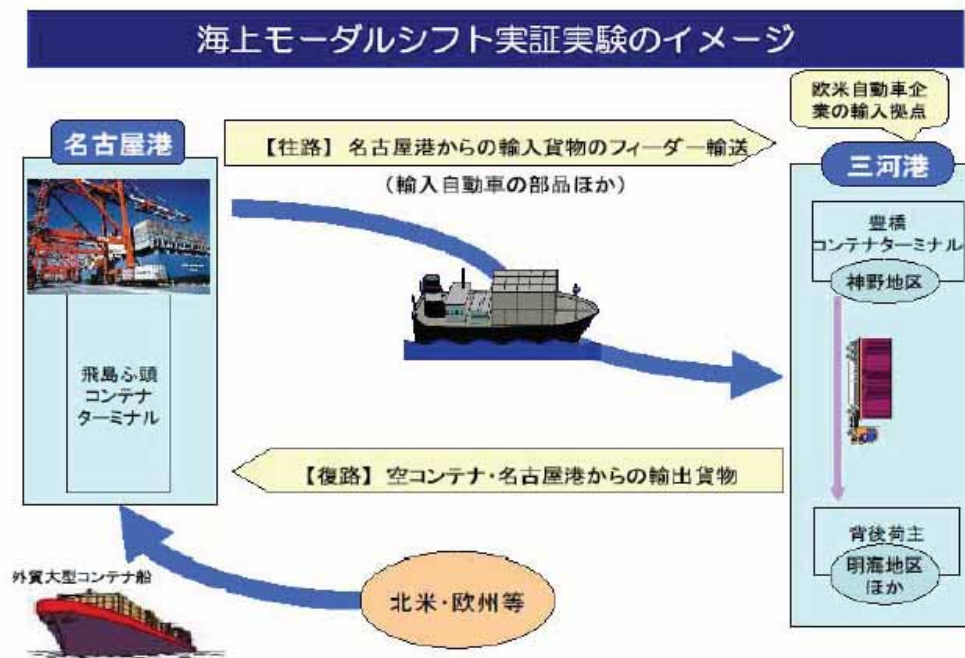 海上モーダルシフト実証実験のイメージ
欧米自動車企
業の輸入拠点
名古屋港
【往路】名古屋港からの輸入貨物のフィーダー輸送
(輸入自動車の部品ほか)
三河港
豊橋
コンテナターミナル
神野地区
飛島ふ頭
コンテナ
ターミナル
【復路】空コンテナ・名古屋港からの輸出貨物
背後荷主
明海地区
ほか
外貿大型コンテナ船
北米・欧州等